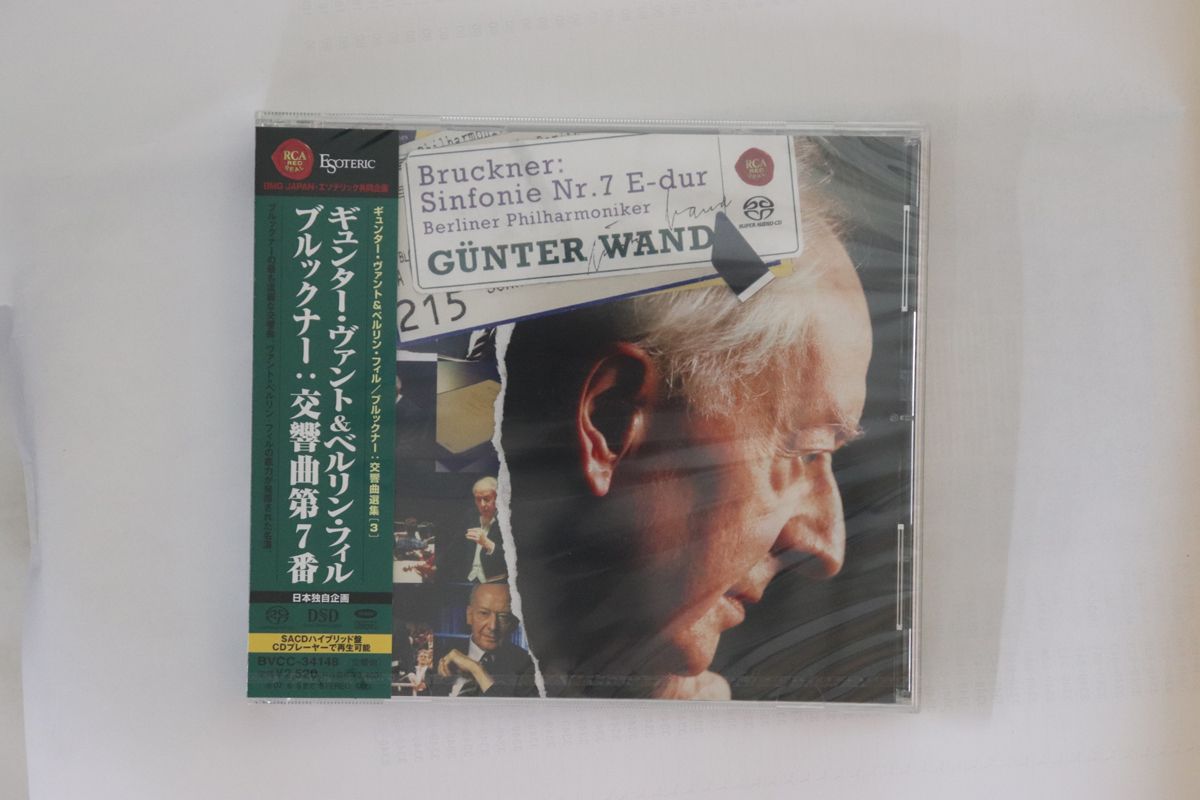 RCA
RED
SEAL
ESOTERIC
BMG JAPAN・エソテリック共同企画
ギュンター・ヴァント&ベルリン・フィル/ブルックナー:交響曲選集[3]
ギュンター・ヴァント&ベルリン・フィル
ブルックナー:交響曲第7番
日本独自企画
DSD
SACDハイブリッド盤
CDプレーヤーで再生可能
BVCC-34148
¥2,520
STEREO
Bruckner:
Sinfonie Nr.7 E-dur
Berliner Philharmoniker
GÜNTER WAND
RCA
RED
SEAL
SUPER AUDIO CD
215